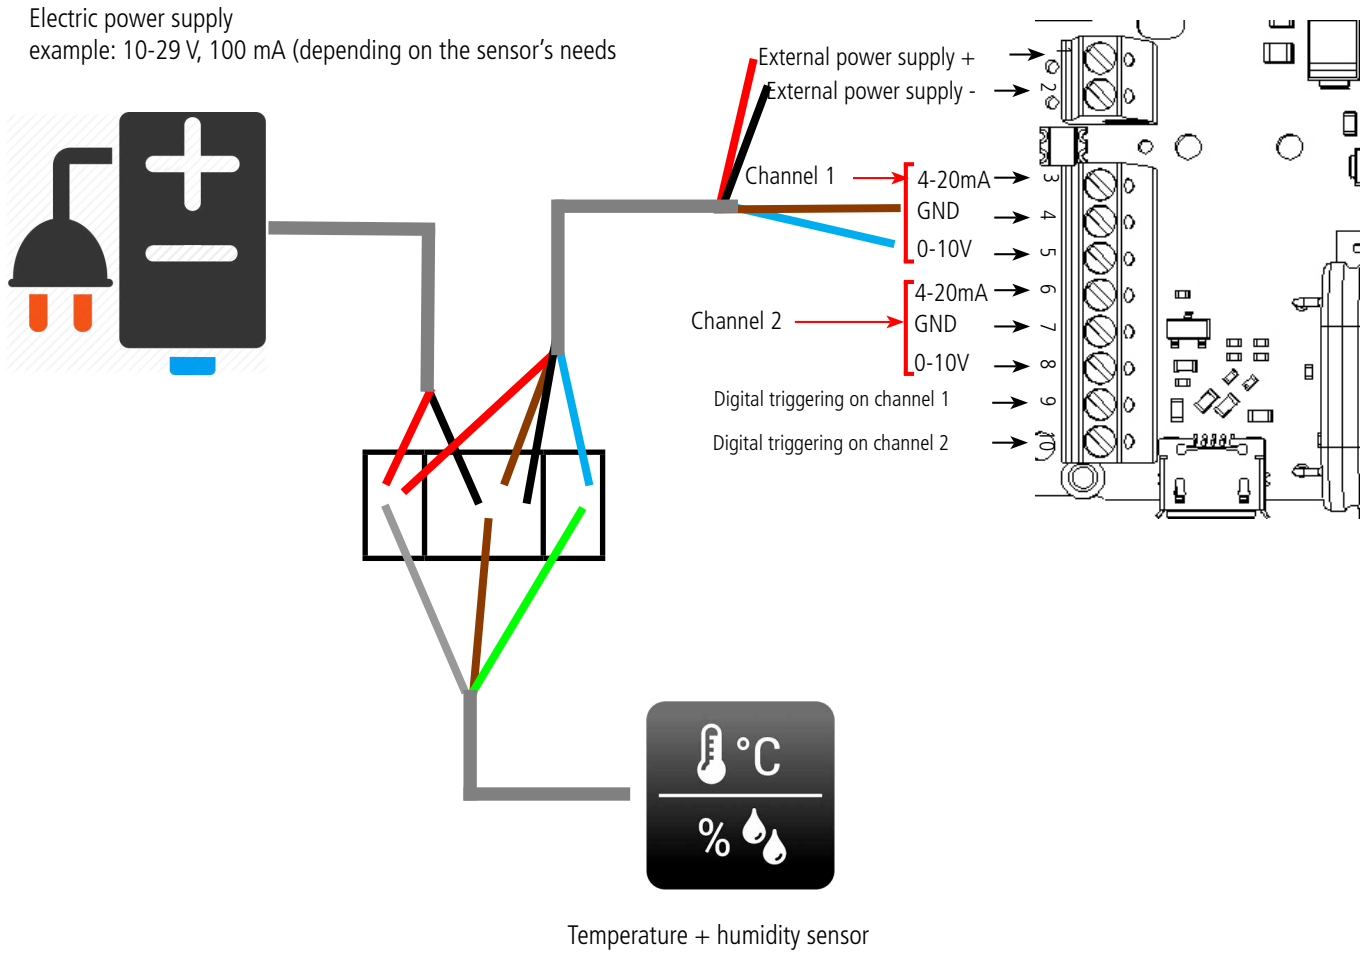 Electric power supply
example: 10-29 V, 100 mA (depending on the sensor's needs
External power supply +
External power supply -
Channel 1
4-20mA
GND
0-10V
Channel 2
4-20mA
GND
0-10V
Digital triggering on channel 1
Digital triggering on channel 2
1
2
3
4
5
6
7
8
9
10
°C
%
Temperature + humidity sensor